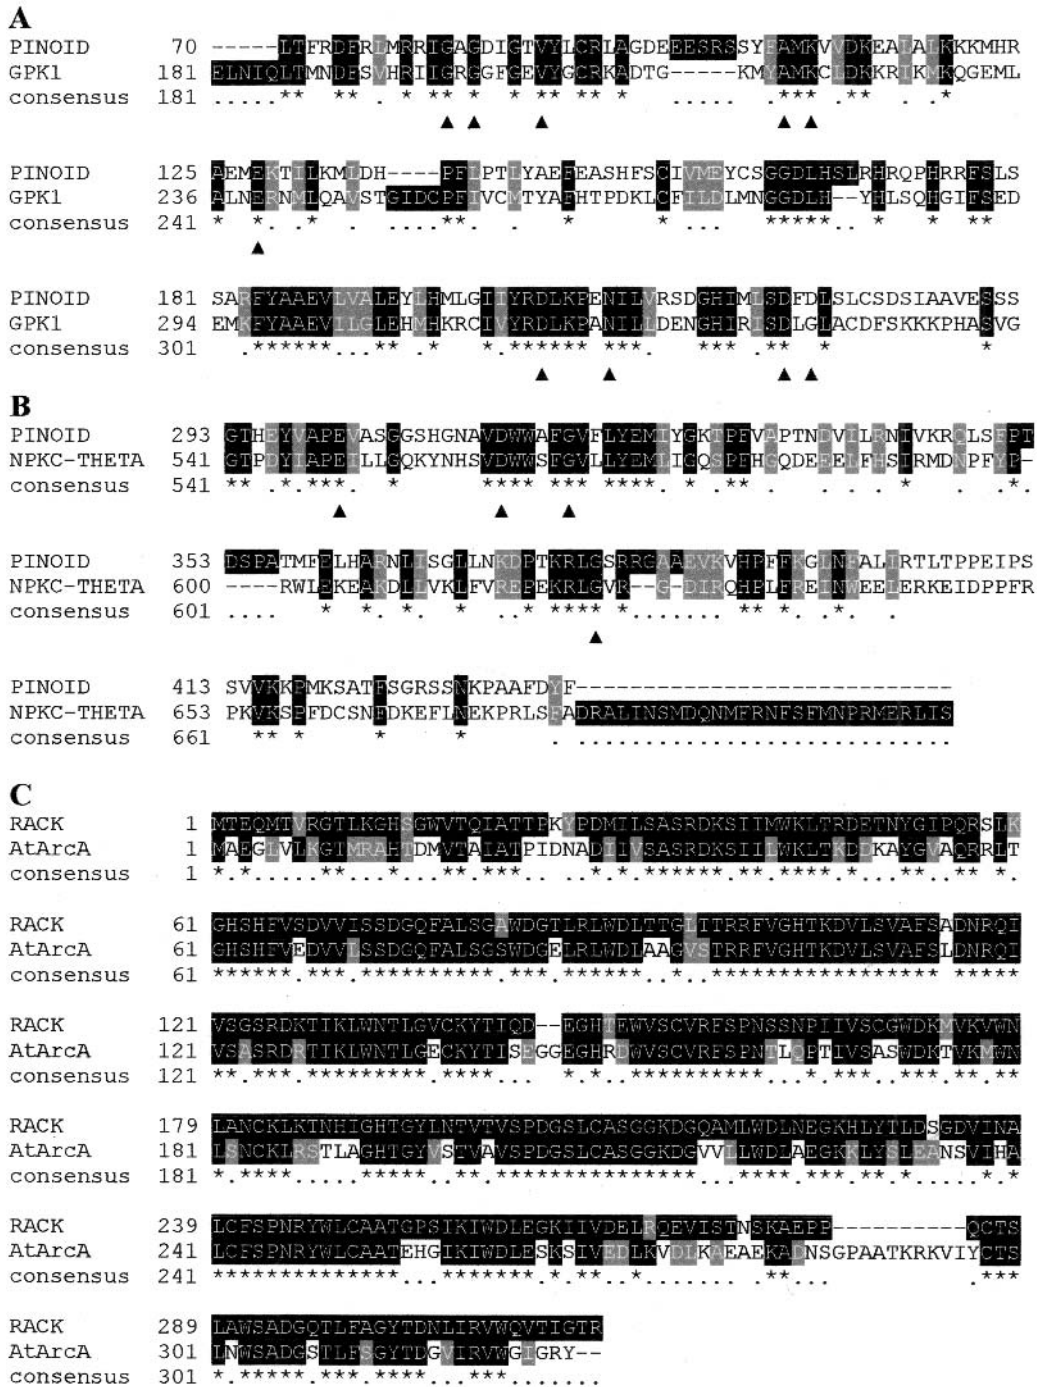 A
PINOID 70 -----LTFRDFRLMRRIGAGDIGTVYLCRLAGDEEESRSSYFAMKVVDKEALALKKKMHR
GPK1 181 ELNIQLTMNDFSVHRIIGRGGFGEVYGCRKADTG-----KMYAMKCLDKKRIKMKQGEML
consensus 181
PINOID 125 AEMEKTILKMLDH----PFLPTLYAEFEASHFSCIVMEYCSGGDLHSLRHRQPHRRFSLS
GPK1 236 ALNERNMLQAVSTGIDCPFIVCMTYAFHTPDKLCFILDLMNGGDLH--YHLSQHGIFSED
consensus 241
PINOID 181 SARFYAAEVLVALEYLHMLGIIYRDLKPENILVRSDGHIMLSDFDLSLCSDSIAAVESSS
GPK1 294 EMKFYAAEVILGLEHMHKRCIVYRDLKPANILLDENGHIRISDLGLACDFSKKKPHASVG
consensus 301
B
PINOID 293 GTHEYVAPEVASGGSHGNAVDWWAFGVFLYEMIYGKTPFVAPTNDVILRNIVKRQLSFPT
NPKC-THETA 541 GTPDYIAPEILLGQKYNHSVDWWSFGVLLYEMLIGQSPFHGQDEEELFHSIRMDNPFYP-
consensus 541
PINOID 353 DSPATMFELHARNLISGLLNKDPTKRLGSRRGAAEVKVHPFFKGLNFALIRTLTPPEIPS
NPKC-THETA 600 ----RWLEKEAKDLLVKLFVREPEKRLGVR--G-DIRQHPLFREINWEELERKEIDPPFR
consensus 601
PINOID 413 SVVKKPMKSATFSGRSSNKPAAFDYF----------------------------
NPKC-THETA 653 PKVKSPFDCSNFDKEFLNEKPRLSFADRALINSMDQNMFRNFSFMNPRMERLIS
consensus 661
C
RACK 1 MTEQMTVRGTLKGHSGWVTQIATTPKYPDMILSASRDKSIIMWKLTRDETNYGIPQRSLK
AtArcA 1 MAEGLVLKGTMRAHTDMVTAIATPIDNADIIVSASRDKSIILWKLTKDDKAYGVAQRRLT
consensus 1
RACK 61 GHSHFVSDVVISSDGQFALSGAWDGTLRLWDLTTGLTTRRFVGHTKDVLSVAFSADNRQI
AtArcA 61 GHSHFVEDVVLSSDGQFALSGSWDGELRLWDLAAGVSTRRFVGHTKDVLSVAFSLDNRQI
consensus 61
RACK 121 VSGSRDKTIKLWNTLGVCKYTIQD--EGHTEWVSCVRFSPNSSNPIIVSCGWDKMVKVWN
AtArcA 121 VSASRDRTIKLWNTLGECKYTISEGGEGHRDWVSCVRFSPNTLQPTIVSASWDKTVKMWN
consensus 121
RACK 179 LANCKLKTNHIGHTGYLNTVTVSPDGSLCASGGKDGQAMLWDLNEGKHLYTLDSGDVINA
AtArcA 181 LSNCKLRSTLAGHTGYVSTVAVSPDGSLCASGGKDGVVLLWDLAEGKKLYSLEANSVIHA
consensus 181
RACK 239 LCFSPNRYWLCAATGPSIKIWDLEGKIIVDELRQEVISTNSKAEPP----------QCTS
AtArcA 241 LCFSPNRYWLCAATEHGIKIWDLESKSIVEDLKVDLKAEAEKADNSGPAATKRKVIYCTS
consensus 241
RACK 289 LAWSADGQTLFAGYTDNLIRVWQVTIGTR
AtArcA 301 LNWSADGSTLFSGYTDGVIRVWGIGRY--
consensus 301